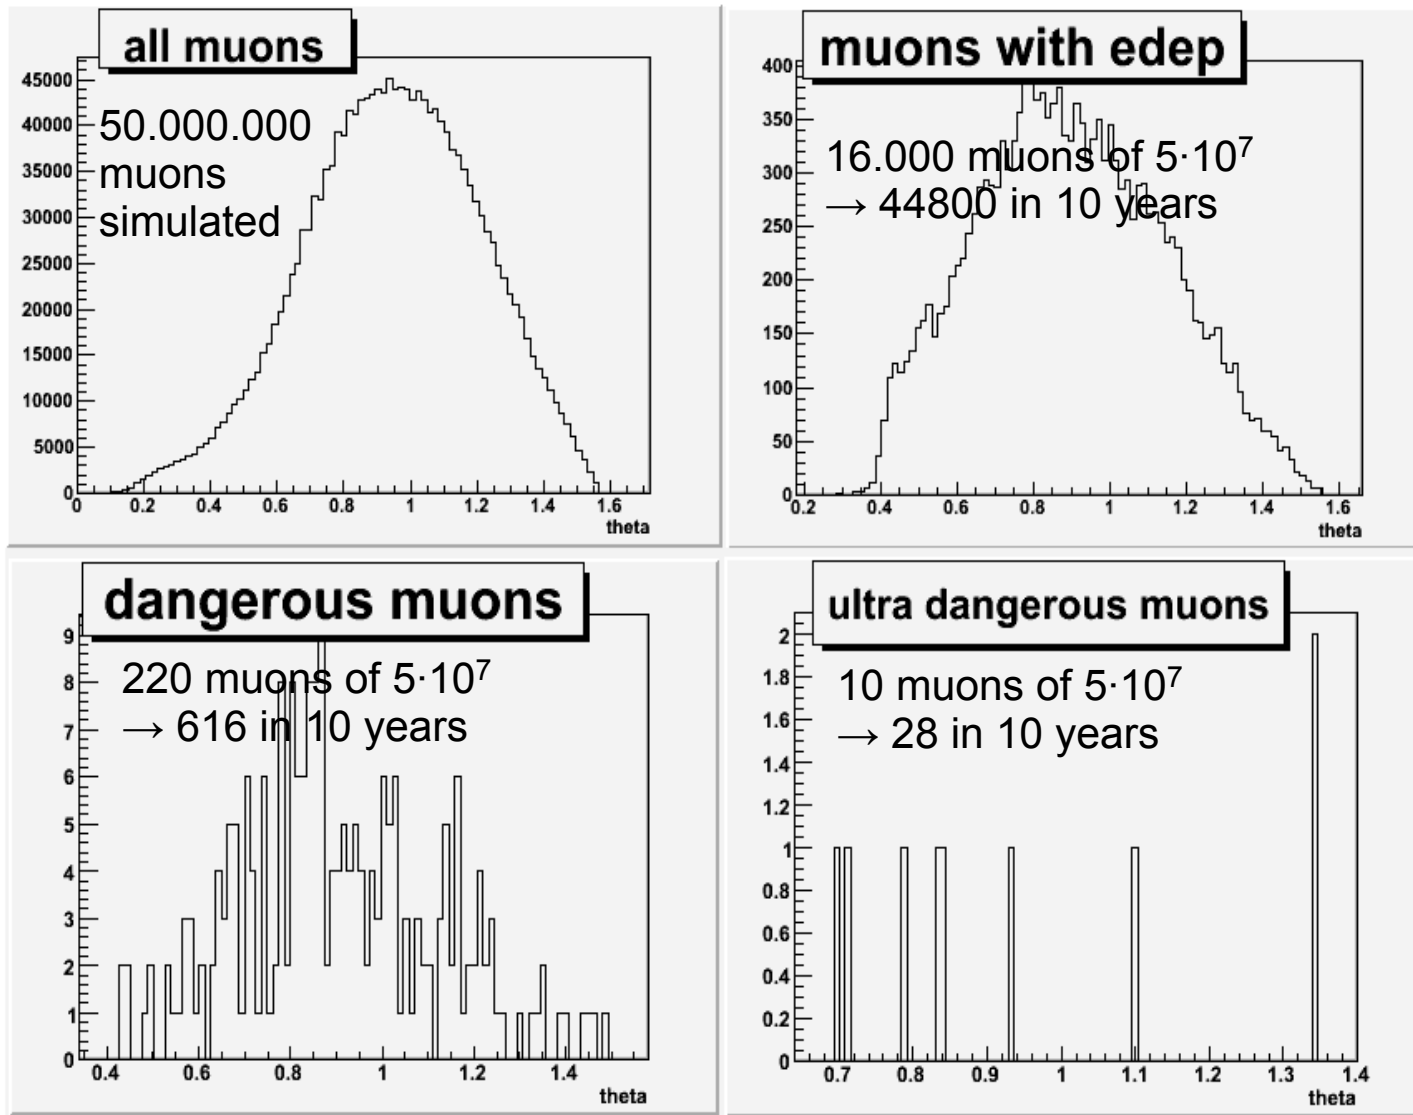 all muons
50.000.000
muons
simulated
45000
40000
35000
30000
25000
20000
15000
10000
5000
0
0 0.2 0.4 0.6 0.8 1 1.2 1.4 1.6
theta
muons with edep
16.000 muons of 5·10⁷
→ 44800 in 10 years
400
350
300
250
200
150
100
50
0
0.2 0.4 0.6 0.8 1 1.2 1.4 1.6
theta
dangerous muons
220 muons of 5·10⁷
→ 616 in 10 years
9
8
7
6
5
4
3
2
1
0
0.4 0.6 0.8 1 1.2 1.4
theta
ultra dangerous muons
10 muons of 5·10⁷
→ 28 in 10 years
2
1.8
1.6
1.4
1.2
1
0.8
0.6
0.4
0.2
0
0.7 0.8 0.9 1 1.1 1.2 1.3 1.4
theta